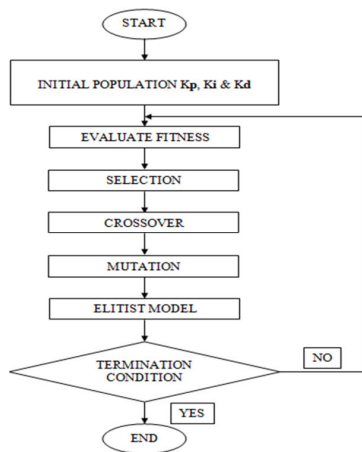 START
INITIAL POPULATION Kp, Ki & Kd
EVALUATE FITNESS
SELECTION
CROSSOVER
MUTATION
ELITIST MODEL
TERMINATION
CONDITION
NO
YES
END